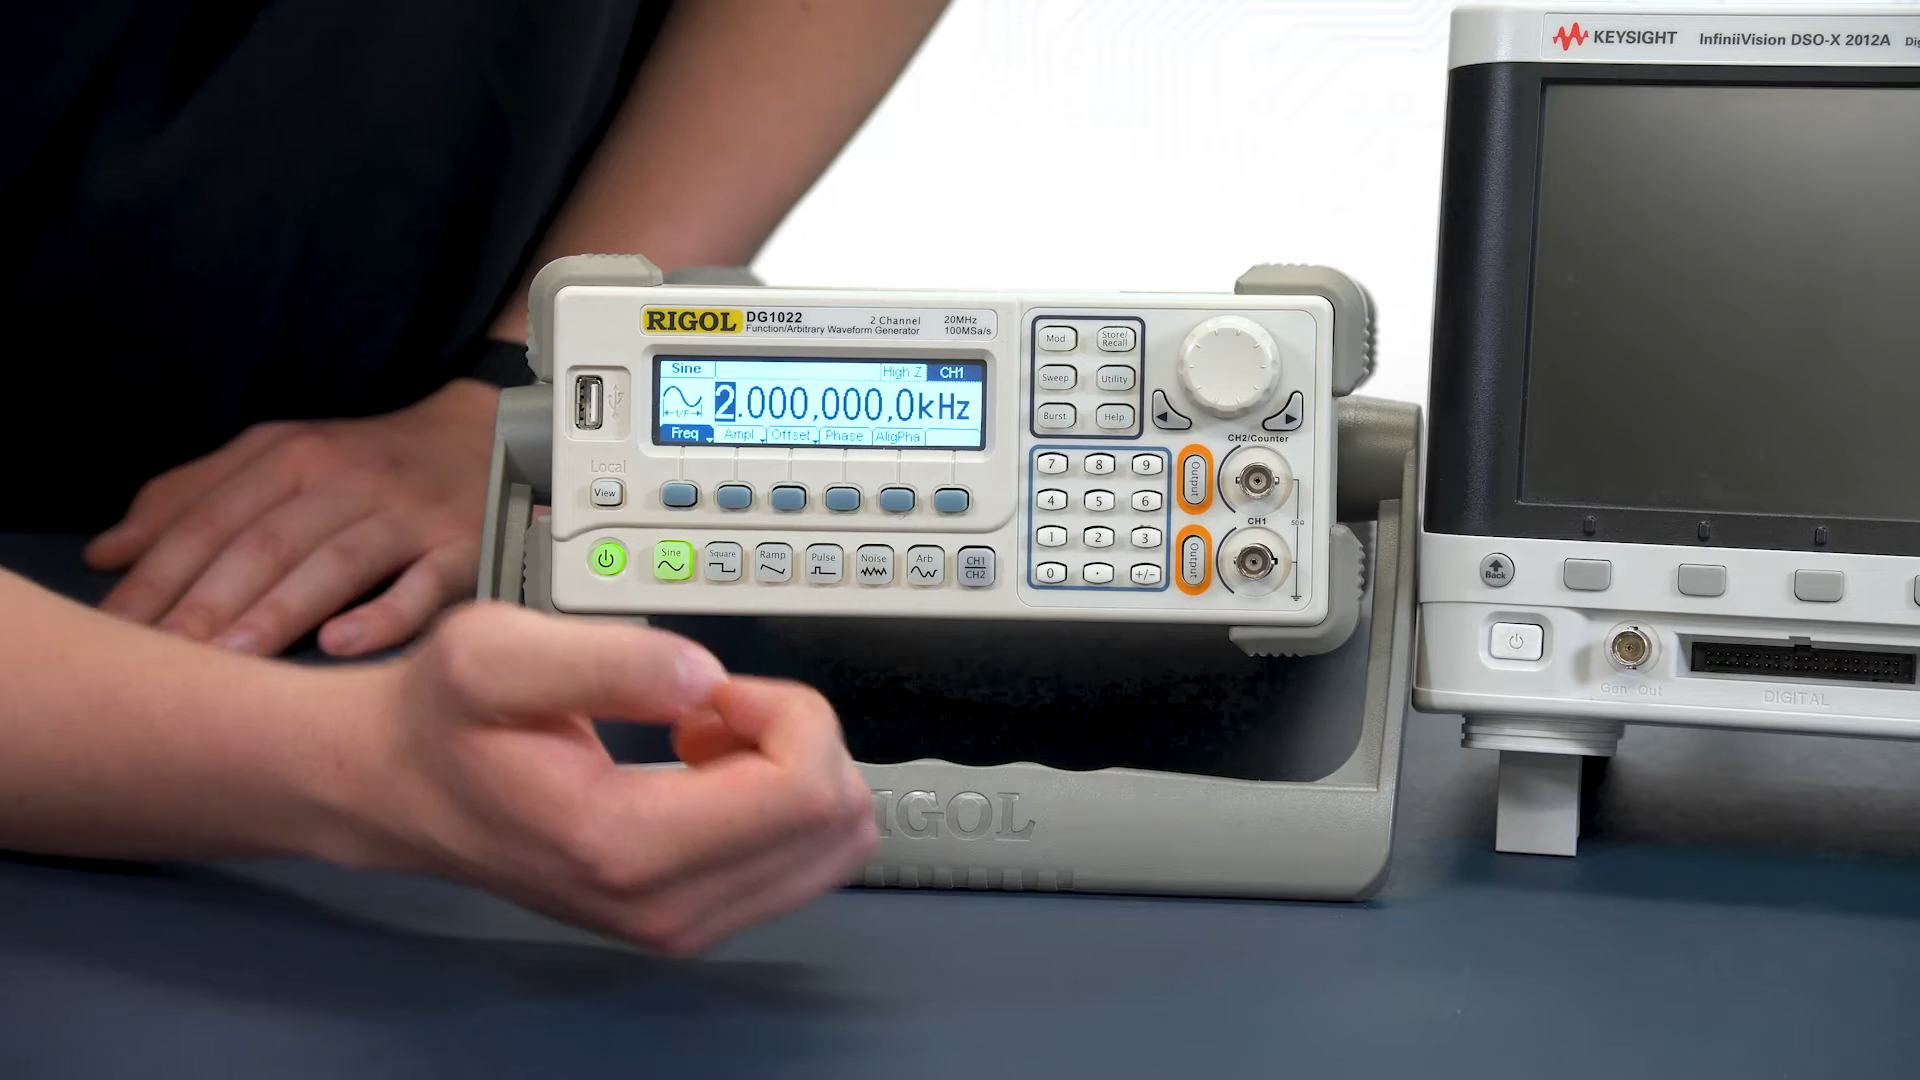 KEYSIGHT InfiniiVision DSO-X 2012A
RIGOL DG1022 2 Channel 20MHz
Function/Arbitrary Waveform Generator 100MSa/s
Sine High Z CH1
2.000,000,0kHz
Freq Ampl Offset Phase AligPha
Local
View
Sine Square Ramp Pulse Noise Arb CH1 CH2
Mod Store/Recall
Sweep Utility
Burst Help
7 8 9
4 5 6
1 2 3
0 . +/-
CH2/Counter
Output
CH1
50Ω
Output
Back
Gen Out
DIGITAL
IGOL